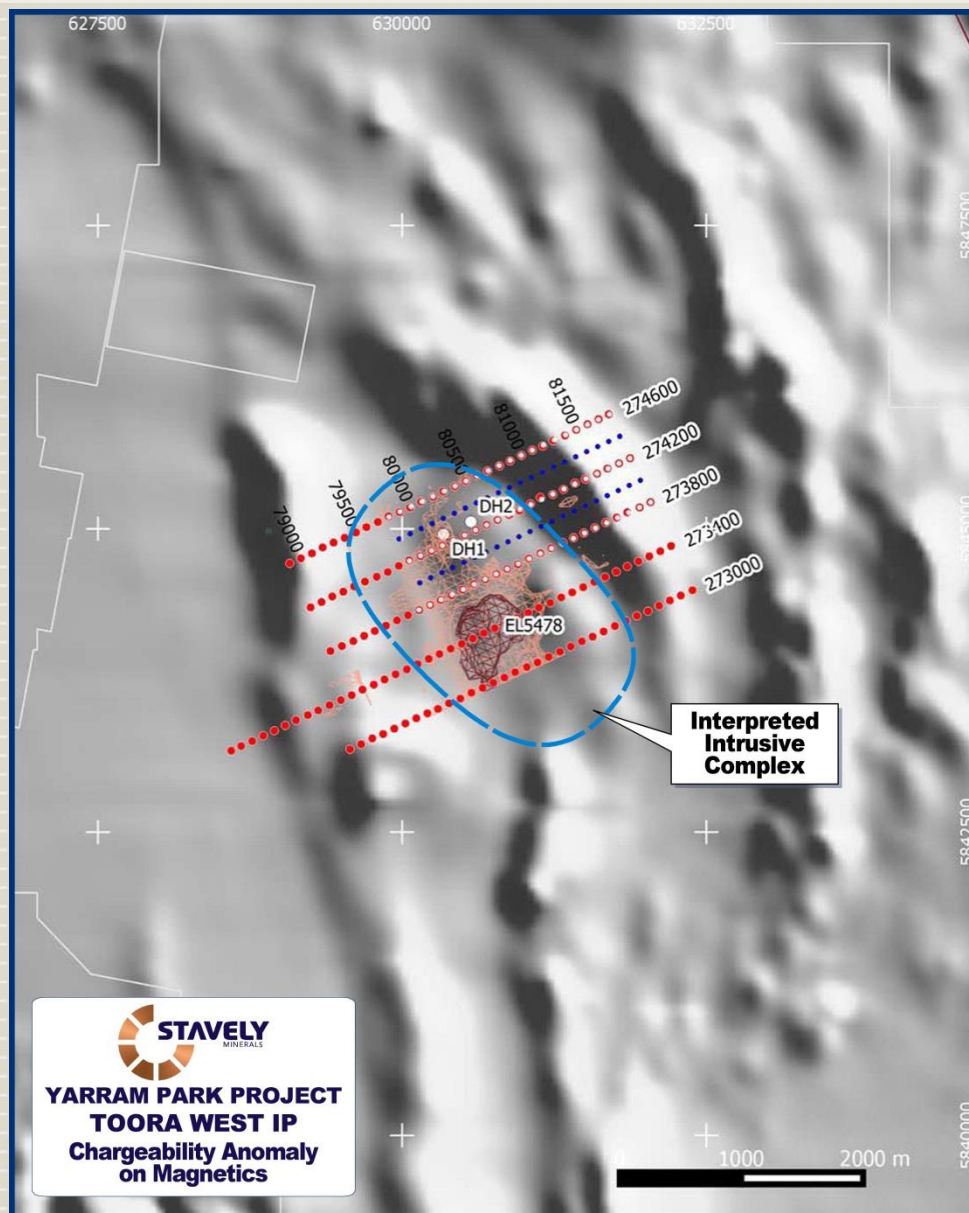 627500
630000
632500
5847500
5845000
5842500
5840000
274600
274200
273800
273400
273000
79000
79500
80000
80500
81000
81500
DH2
DH1
EL5478
Interpreted
Intrusive
Complex
STAVELY
MINERALS
YARRAM PARK PROJECT
TOORA WEST IP
Chargeability Anomaly
on Magnetics
1000
2000 m